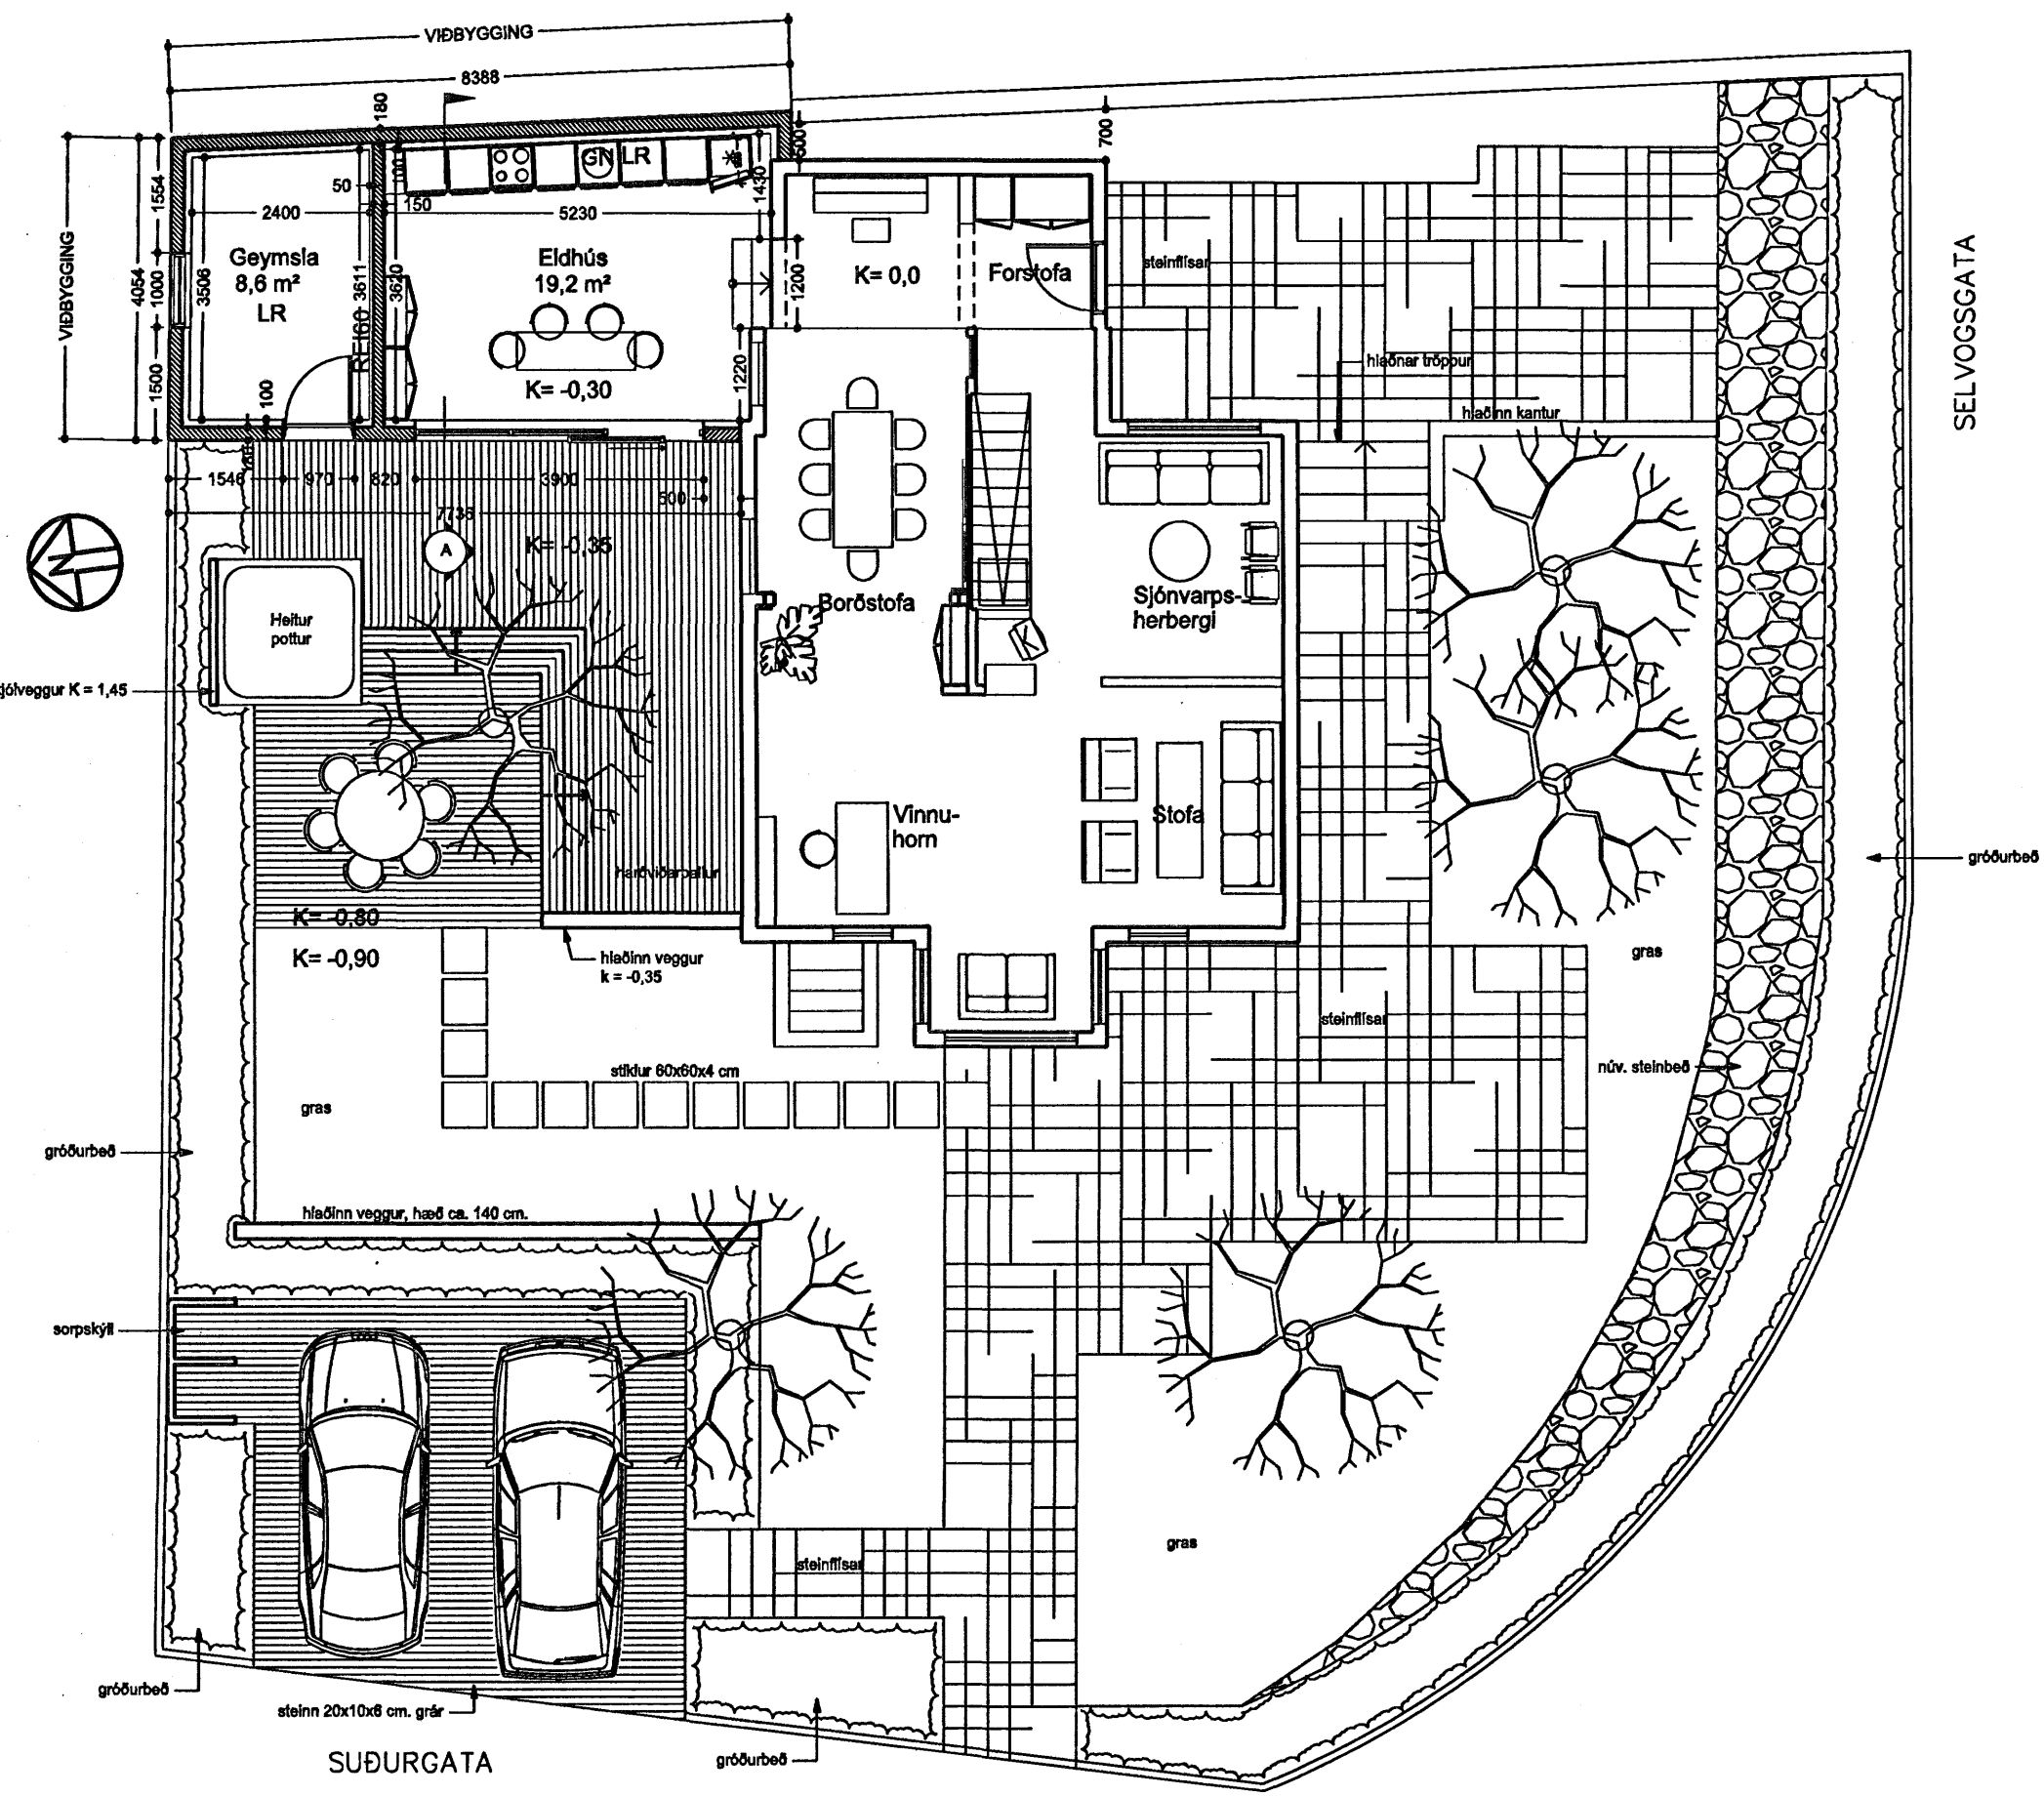 VIÐBYGGING
8388
180
500
700
VIÐBYGGING
4054
1554
1000
1500
3506
50
2400
150
100
5230
1430
GN LR
Geymsla
8,6 m²
LR
REI60
3611
3620
Eldhús
19,2 m²
K= -0,30
1200
1220
K= 0,0
Forstofa
steinflísar
hlaðnar tröppur
hlaðinn kantur
SELVOGSGATA
100
180
1546
970
820
3900
500
7736
A
K= -0,35
N
Heitur
pottur
jólveggur K = 1,45
Borðstofa
K
Sjónvarps-
herbergi
Vinnu-
horn
Stofa
harðviðarpallur
gróðurbeð
K= -0,80
K= -0,90
hlaðinn veggur
k = -0,35
gras
steinflísar
stiklur 60x60x4 cm
núv. steinbeð
gras
gróðurbeð
hlaðinn veggur, hæð ca. 140 cm.
sorpskýli
gras
steinflísar
gróðurbeð
steinn 20x10x6 cm. grár
SUÐURGATA
gróðurbeð